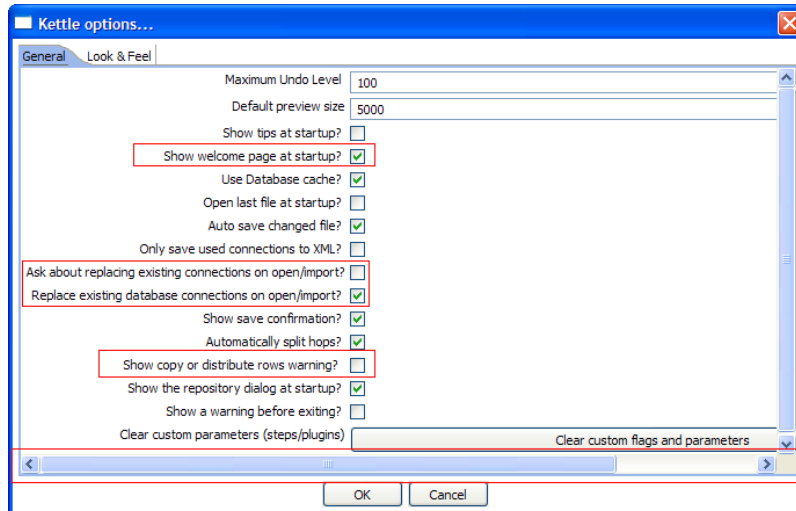 Kettle options...
General Look & Feel
Maximum Undo Level 100
Default preview size 5000
Show tips at startup?
Show welcome page at startup?
Use Database cache?
Open last file at startup?
Auto save changed file?
Only save used connections to XML?
Ask about replacing existing connections on open/import?
Replace existing database connections on open/import?
Show save confirmation?
Automatically split hops?
Show copy or distribute rows warning?
Show the repository dialog at startup?
Show a warning before exiting?
Clear custom parameters (steps/plugins) Clear custom flags and parameters
OK Cancel